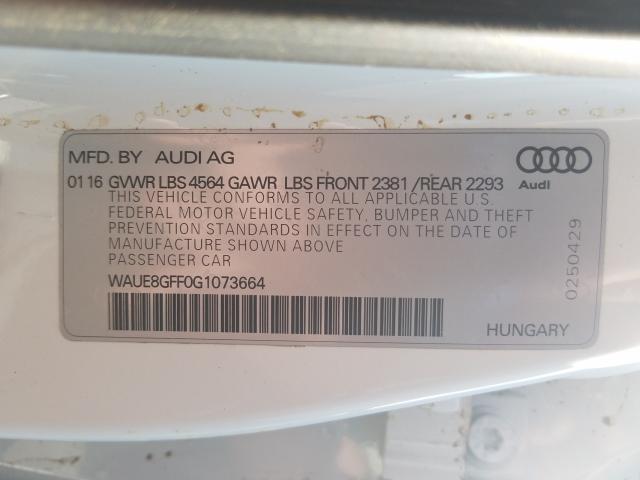 MFD. BY AUDI AG
01 16 GVWR LBS 4564 GAWR LBS FRONT 2381 /REAR 2293
Audi
THIS VEHICLE CONFORMS TO ALL APPLICABLE U.S.
FEDERAL MOTOR VEHICLE SAFETY, BUMPER AND THEFT
PREVENTION STANDARDS IN EFFECT ON THE DATE OF
MANUFACTURE SHOWN ABOVE
PASSENGER CAR
WAUE8GFF0G1073664
HUNGARY
0250429